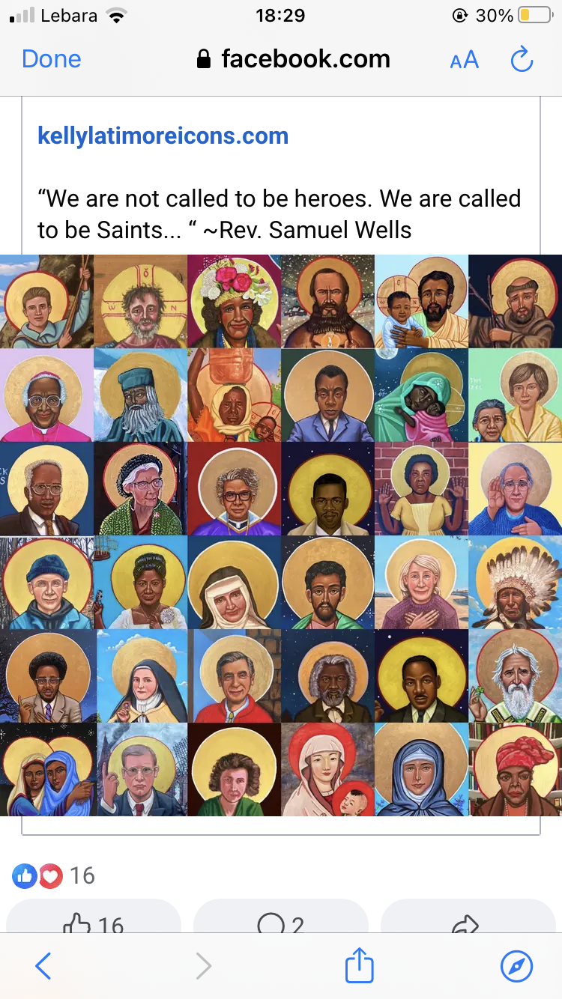 Lebara 18:29 30%
Done facebook.com AA
kellylatimoreicons.com
“We are not called to be heroes. We are called
to be Saints... “ ~Rev. Samuel Wells
16
16 2